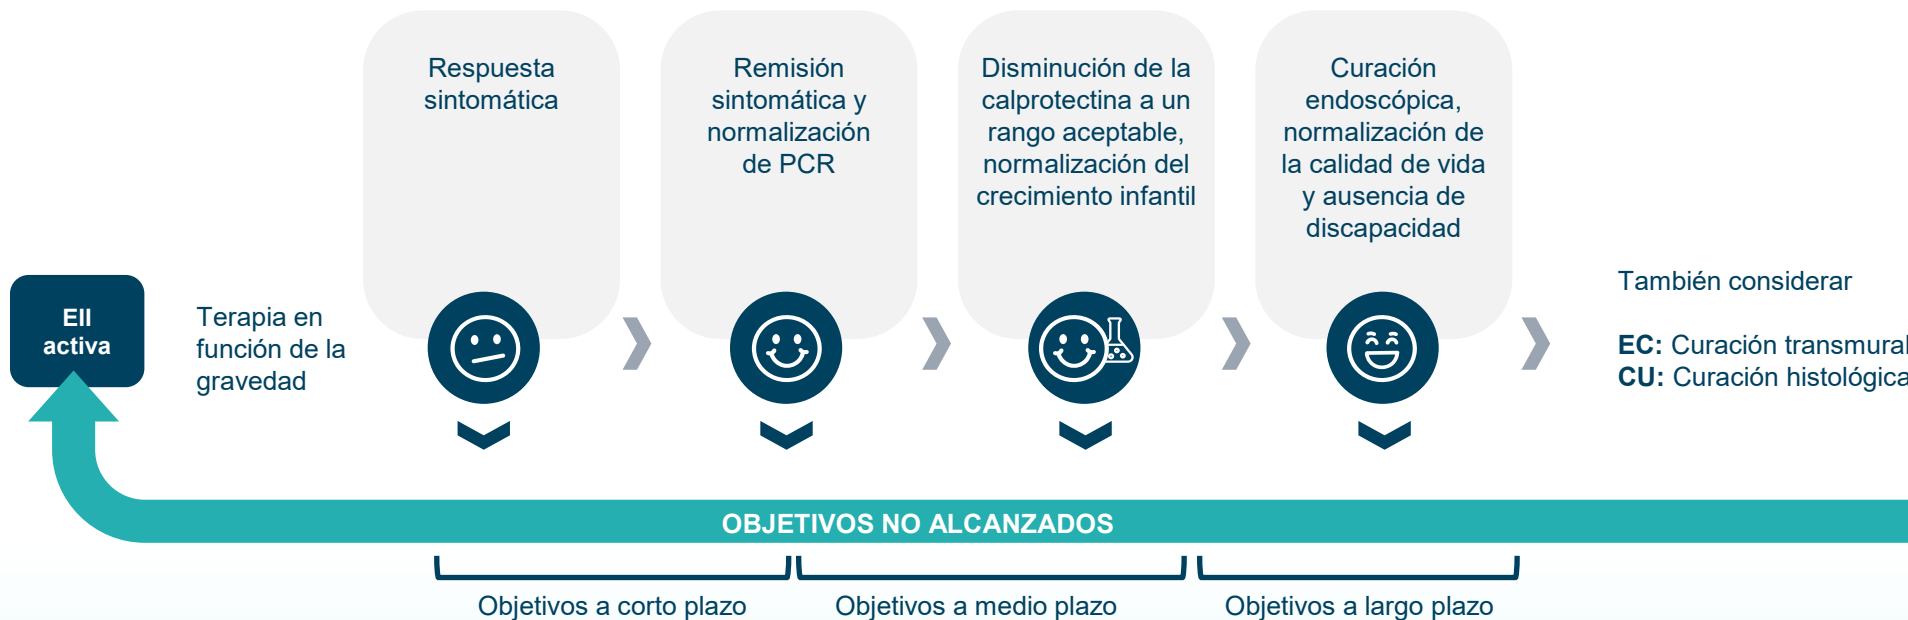 Respuesta
sintomática
Remisión
sintomática y
normalización
de PCR
Disminución de la
calprotectina a un
rango aceptable,
normalización del
crecimiento infantil
Curación
endoscópica,
normalización de
la calidad de vida
y ausencia de
discapacidad
EII
activa
Terapia en
función de la
gravedad
También considerar
EC: Curación transmural
CU: Curación histológica
OBJETIVOS NO ALCANZADOS
Objetivos a corto plazo
Objetivos a medio plazo
Objetivos a largo plazo